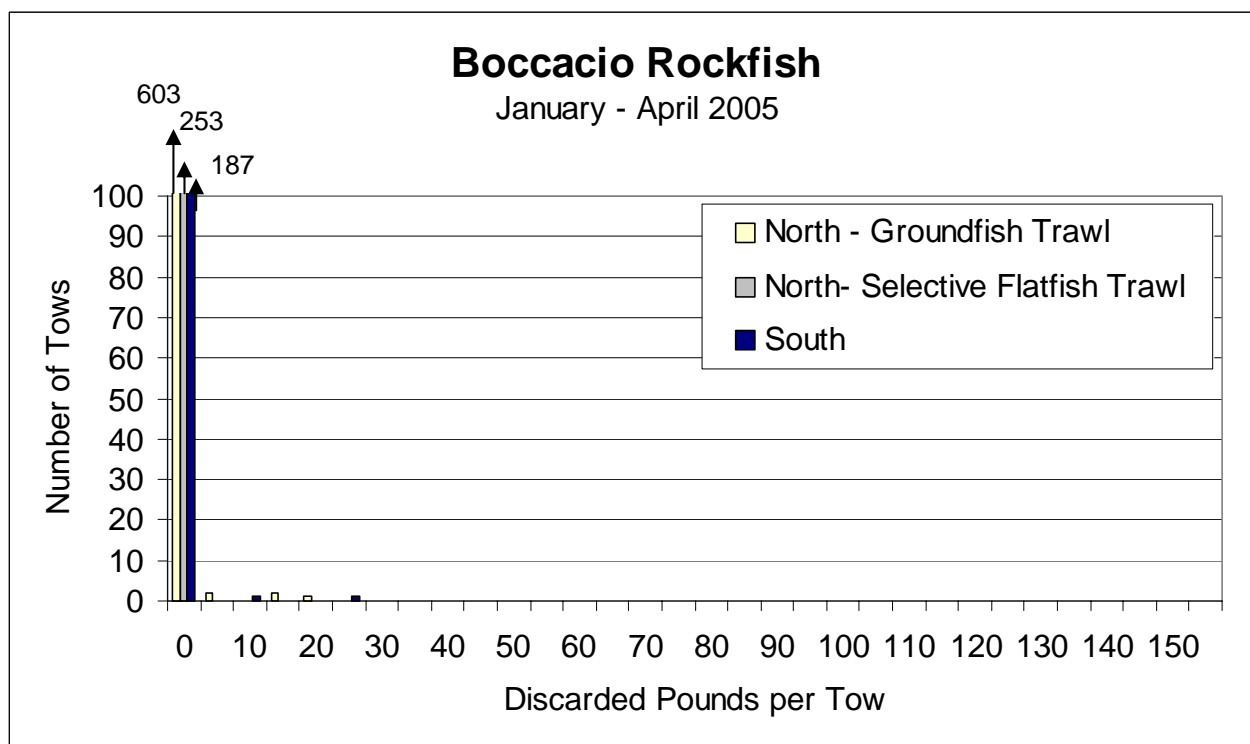 Boccacio Rockfish
January - April 2005
603
253
187
100
90
80
70
60
50
40
30
20
10
0
Number of Tows
North - Groundfish Trawl
North- Selective Flatfish Trawl
South
0 10 20 30 40 50 60 70 80 90 100 110 120 130 140 150
Discarded Pounds per Tow